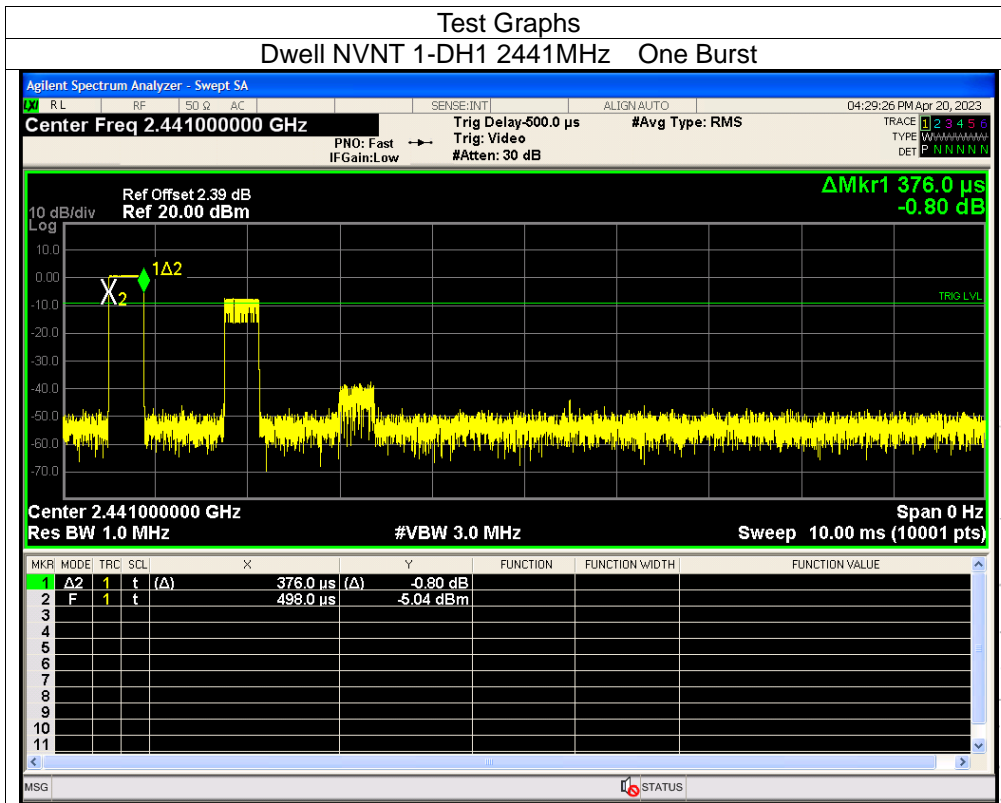 Test Graphs
Dwell NVNT 1-DH1 2441MHz One Burst
Agilent Spectrum Analyzer - Swept SA
LXI RL RF 50 Ω AC SENSE:INT ALIGN AUTO 04:29:26 PM Apr 20, 2023
Center Freq 2.441000000 GHz Trig Delay-500.0 µs #Avg Type: RMS TRACE 1 2 3 4 5 6
PNO: Fast Trig: Video TYPE WWWWWW
IFGain:Low #Atten: 30 dB DET P N N N N N
ΔMkr1 376.0 µs
Ref Offset 2.39 dB
10 dB/div Ref 20.00 dBm -0.80 dB
Log
10.0
0.00 1Δ2
X2
-10.0 TRIG LVL
-20.0
-30.0
-40.0
-50.0
-60.0
-70.0
Center 2.441000000 GHz Span 0 Hz
Res BW 1.0 MHz #VBW 3.0 MHz Sweep 10.00 ms (10001 pts)
MKR MODE TRC SCL X Y FUNCTION FUNCTION WIDTH FUNCTION VALUE
1 Δ2 1 t (Δ) 376.0 µs (Δ) -0.80 dB
2 F 1 t 498.0 µs -5.04 dBm
3
4
5
6
7
8
9
10
11
MSG STATUS